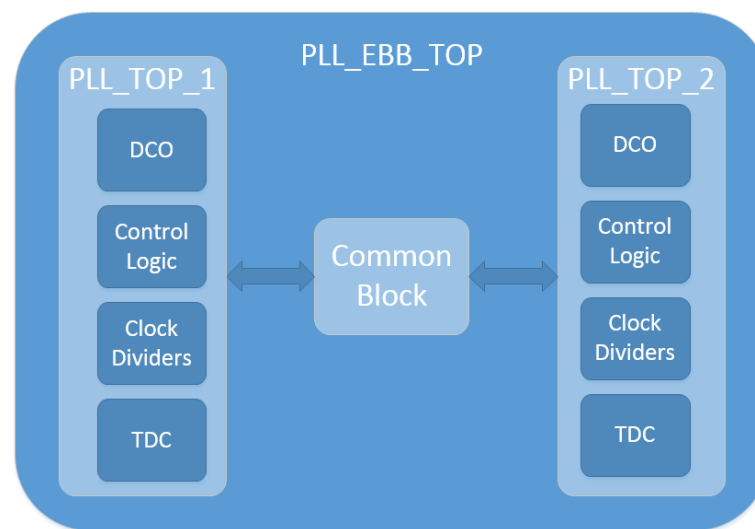 PLL_EBB_TOP
PLL_TOP_1
DCO
Control
Logic
Clock
Dividers
TDC
Common
Block
PLL_TOP_2
DCO
Control
Logic
Clock
Dividers
TDC